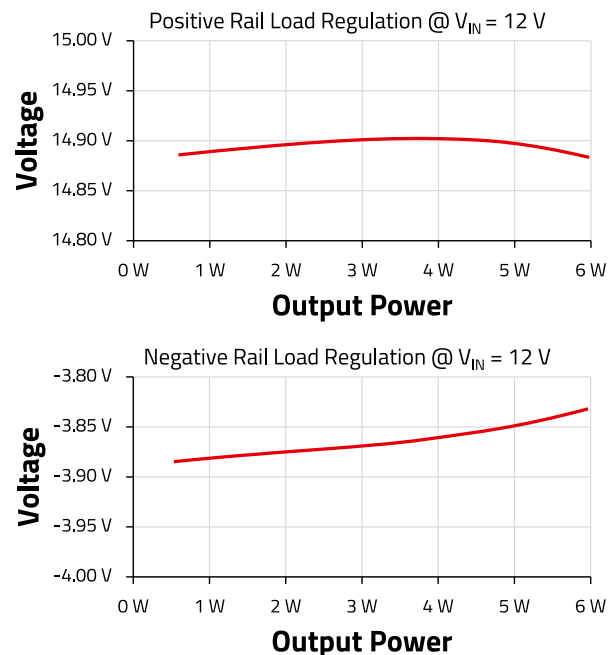 Positive Rail Load Regulation @ V_IN = 12 V
15.00 V
14.95 V
14.90 V
14.85 V
14.80 V
Voltage
0 W 1 W 2 W 3 W 4 W 5 W 6 W
Output Power
Negative Rail Load Regulation @ V_IN = 12 V
-3.80 V
-3.85 V
-3.90 V
-3.95 V
-4.00 V
Voltage
0 W 1 W 2 W 3 W 4 W 5 W 6 W
Output Power